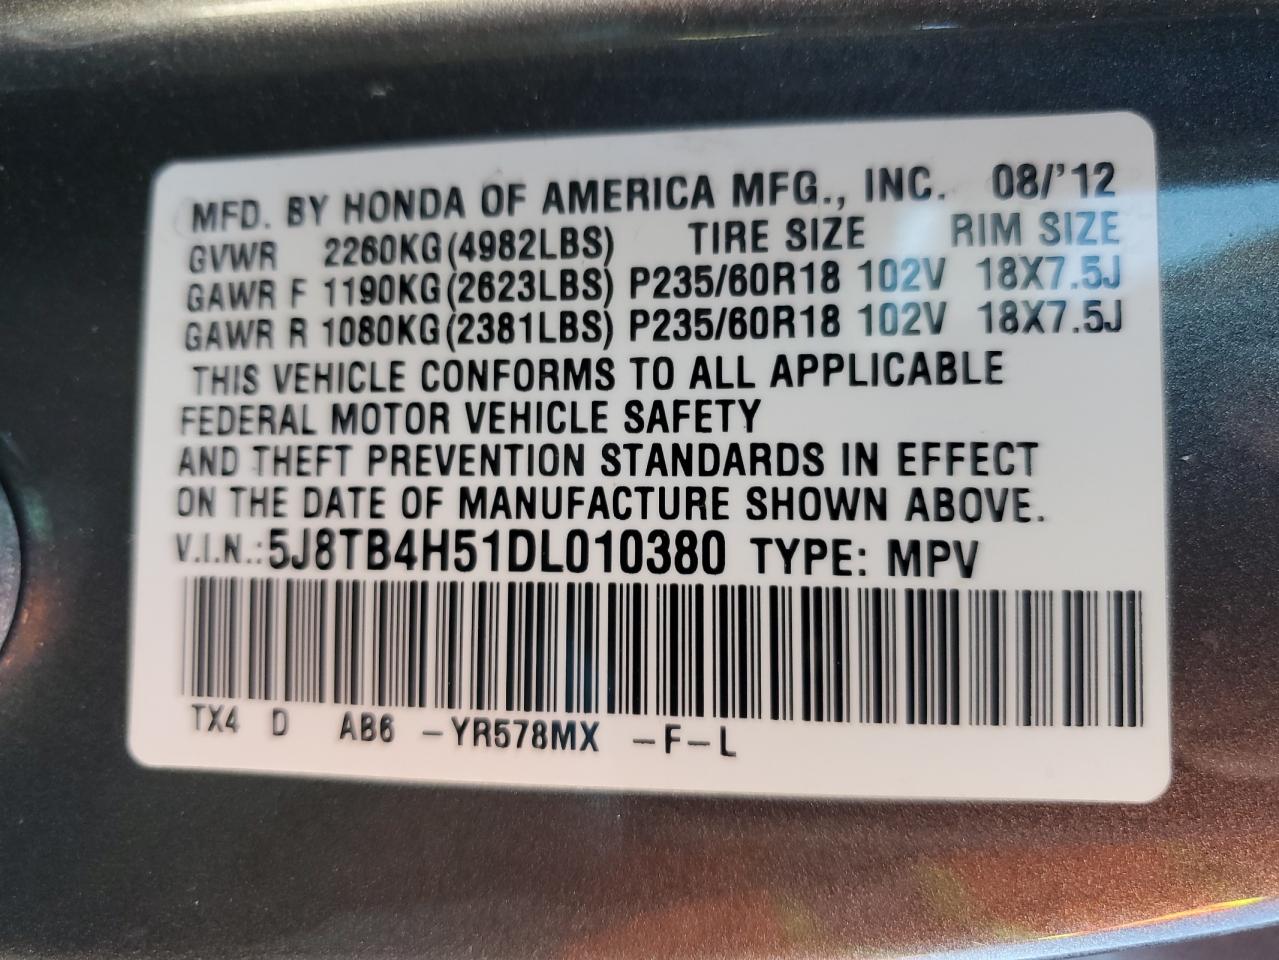 MFD. BY HONDA OF AMERICA MFG., INC. 08/'12
GVWR 2260KG(4982LBS) TIRE SIZE RIM SIZE
GAWR F 1190KG(2623LBS) P235/60R18 102V 18X7.5J
GAWR R 1080KG(2381LBS) P235/60R18 102V 18X7.5J
THIS VEHICLE CONFORMS TO ALL APPLICABLE
FEDERAL MOTOR VEHICLE SAFETY
AND THEFT PREVENTION STANDARDS IN EFFECT
ON THE DATE OF MANUFACTURE SHOWN ABOVE.
V.I.N.:5J8TB4H51DL010380 TYPE: MPV
TX4 D AB6 -YR578MX -F-L